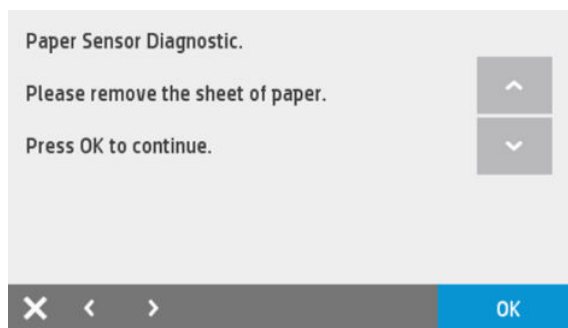 Paper Sensor Diagnostic.
Please remove the sheet of paper.
Press OK to continue.
OK